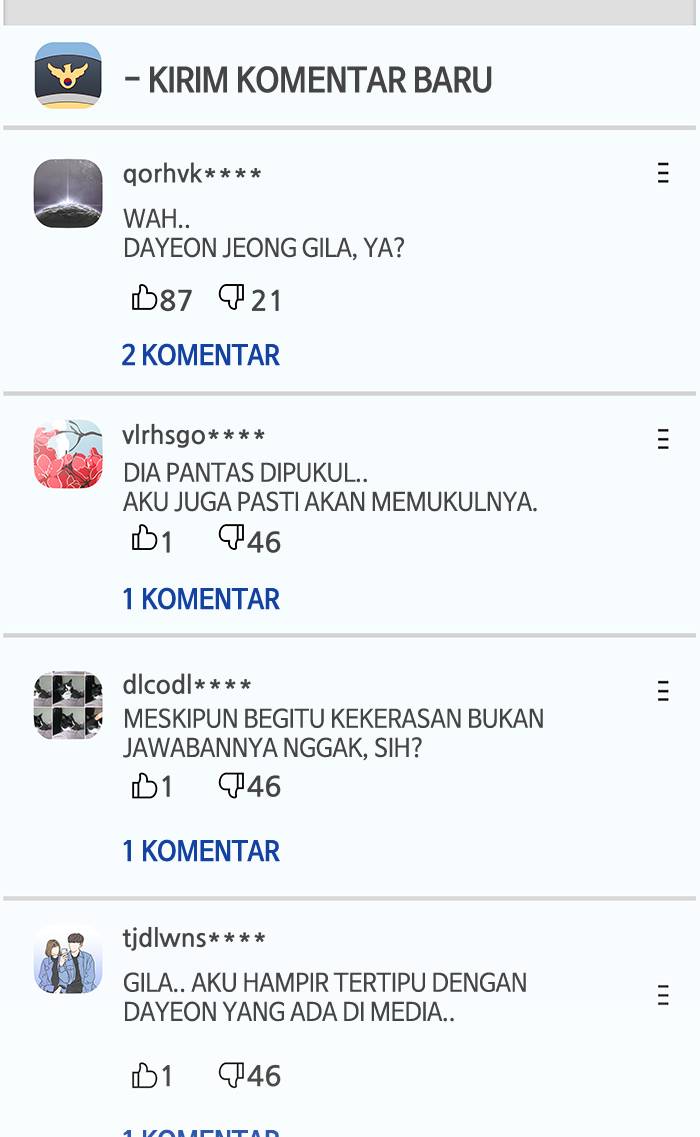 - KIRIM KOMENTAR BARU
qorhvk****
WAH..
DAYEON JEONG GILA, YA?
87 21
2 KOMENTAR
vlrhsgo****
DIA PANTAS DIPUKUL..
AKU JUGA PASTI AKAN MEMUKULNYA.
1 46
1 KOMENTAR
dlcodl****
MESKIPUN BEGITU KEKERASAN BUKAN
JAWABANNYA NGGAK, SIH?
1 46
1 KOMENTAR
tjdlwns****
GILA.. AKU HAMPIR TERTIPU DENGAN
DAYEON YANG ADA DI MEDIA..
1 46
1 KOMENTAR